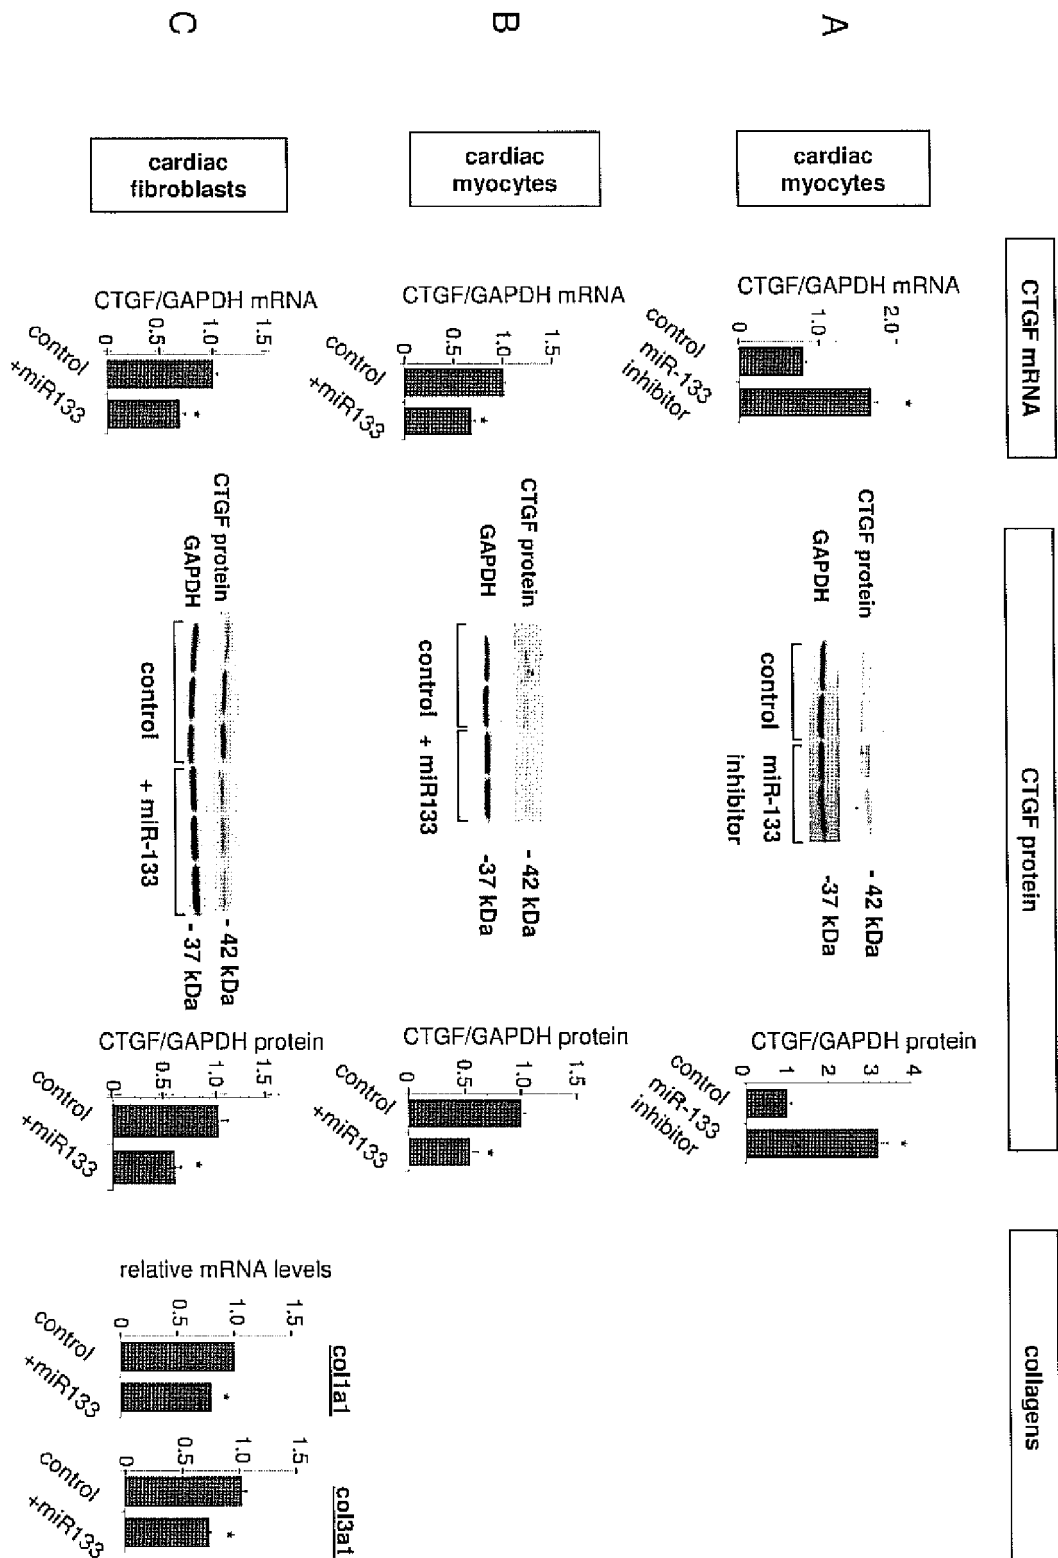 CTGF mRNA
CTGF protein
collagens
A
cardiac
myocytes
CTGF/GAPDH mRNA
2.0
1.0
0
*
control
miR-133
inhibitor
CTGF protein
GAPDH
- 42 kDa
-37 kDa
control
miR-133
inhibitor
CTGF/GAPDH protein
4
3
2
1
0
*
control
miR-133
inhibitor
B
cardiac
myocytes
CTGF/GAPDH mRNA
1.5
1.0
0.5
0
*
control
+miR133
CTGF protein
GAPDH
- 42 kDa
-37 kDa
control
+ miR133
CTGF/GAPDH protein
1.5
1.0
0.5
0
*
control
+miR133
C
cardiac
fibroblasts
CTGF/GAPDH mRNA
1.5
1.0
0.5
0
*
control
+miR133
CTGF protein
GAPDH
- 42 kDa
- 37 kDa
control
+ miR-133
CTGF/GAPDH protein
1.5
1.0
0.5
0
*
control
+miR133
col1a1
relative mRNA levels
1.5
1.0
0.5
0
*
control
+miR133
col3a1
1.5
1.0
0.5
0
*
control
+miR133